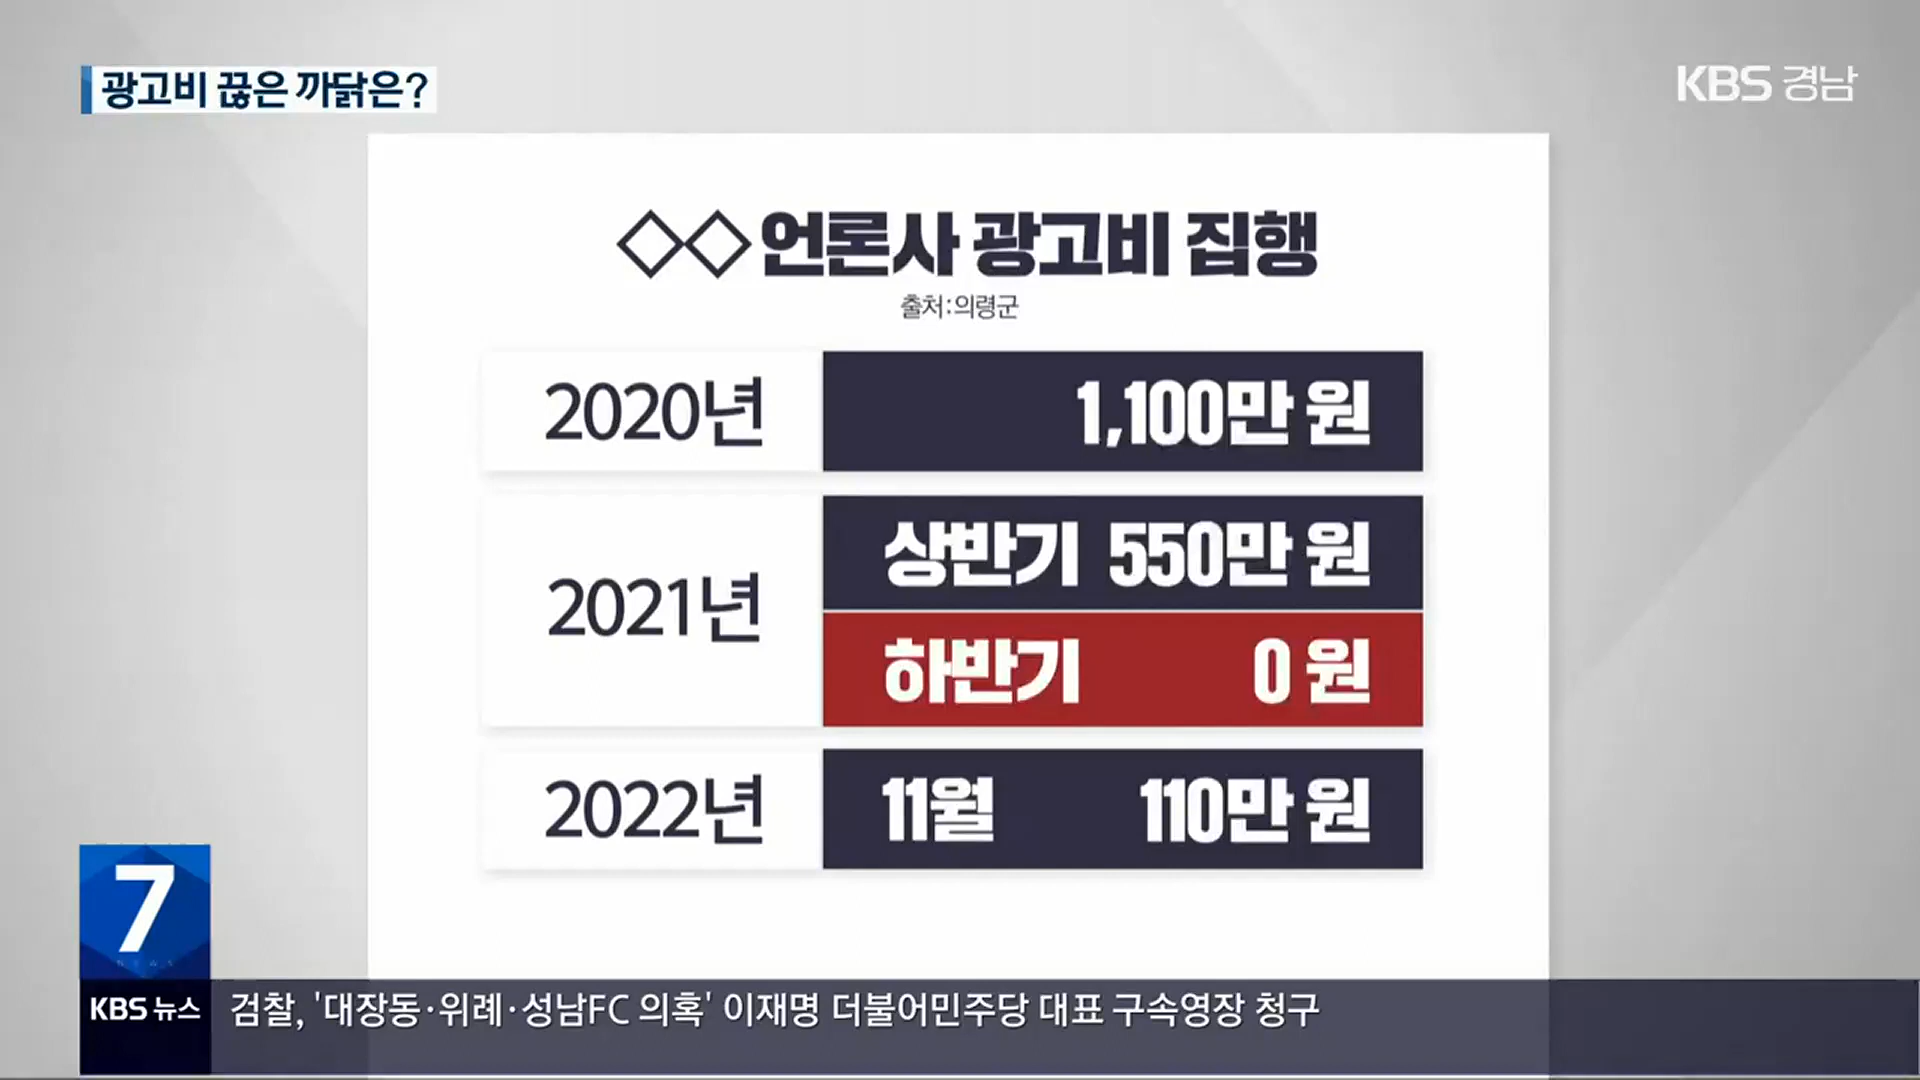 광고비 끊은 까닭은?
KBS 경남
◇◇언론사 광고비 집행
출처:의령군
2020년 1,100만 원
2021년 상반기 550만 원
하반기 0 원
2022년 11월 110만 원
7
NEWS
KBS 뉴스 검찰, '대장동·위례·성남FC 의혹' 이재명 더불어민주당 대표 구속영장 청구